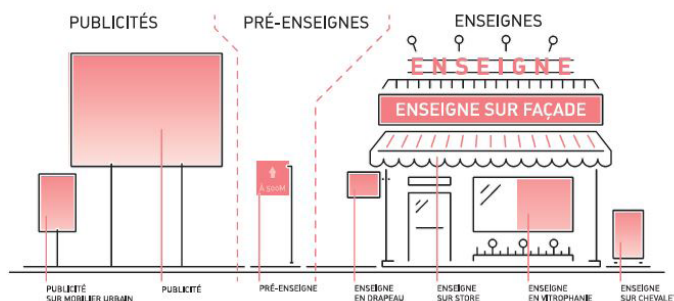 PUBLICITÉS
PRÉ-ENSEIGNES
ENSEIGNES
ENSEIGNE
ENSEIGNE SUR FAÇADE
À 500M
PUBLICITÉ
SUR MOBILIER URBAIN
PUBLICITÉ
PRÉ-ENSEIGNE
ENSEIGNE
EN DRAPEAU
ENSEIGNE
SUR STORE
ENSEIGNE
EN VITROPHANIE
ENSEIGNE
SUR CHEVALE